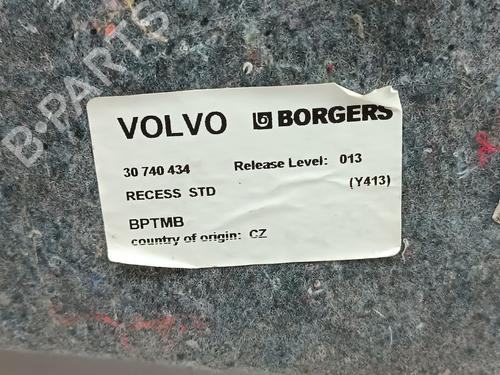 B-PARTS
VOLVO BORGERS
30 740 434 Release Level: 013
RECESS STD (Y413)
BPTMB
country of origin: CZ